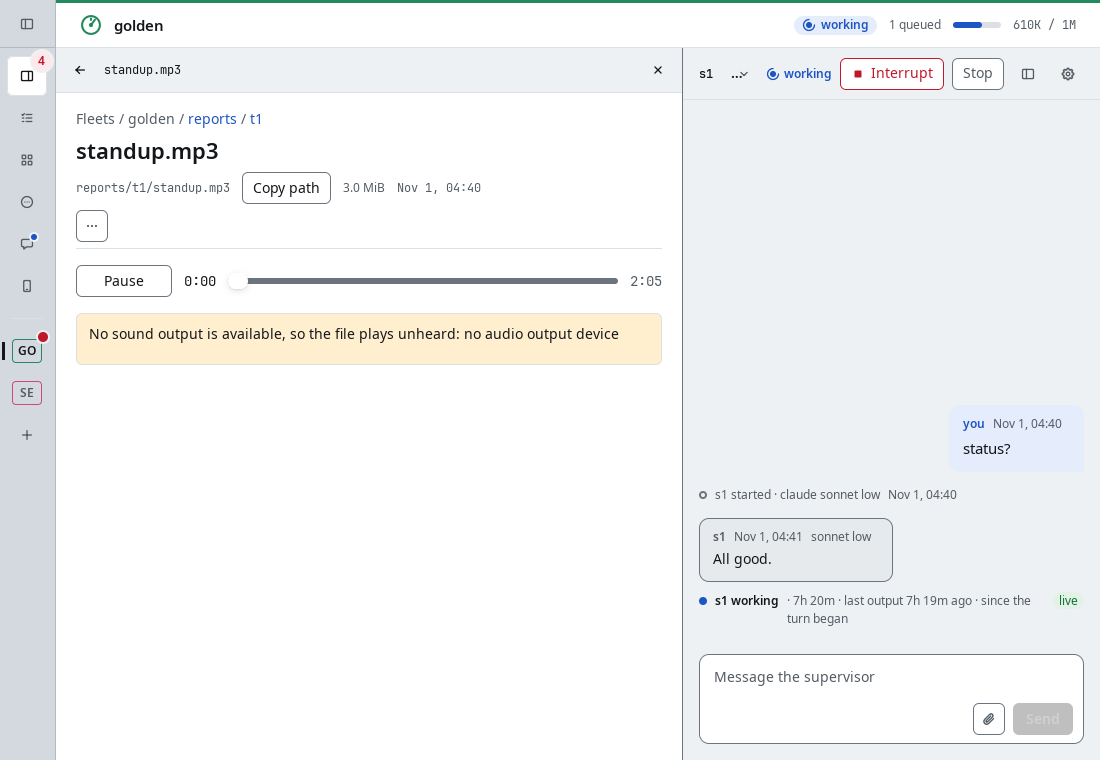 golden
working
1 queued
610K / 1M
4
standup.mp3
s1
...
working
Interrupt
Stop
Fleets / golden / reports / t1
standup.mp3
reports/t1/standup.mp3
Copy path
3.0 MiB
Nov 1, 04:40
...
Pause
0:00
2:05
No sound output is available, so the file plays unheard: no audio output device
GO
SE
you Nov 1, 04:40
status?
s1 started · claude sonnet low Nov 1, 04:40
s1 Nov 1, 04:41 sonnet low
All good.
s1 working · 7h 20m · last output 7h 19m ago · since the
turn began
live
Message the supervisor
Send